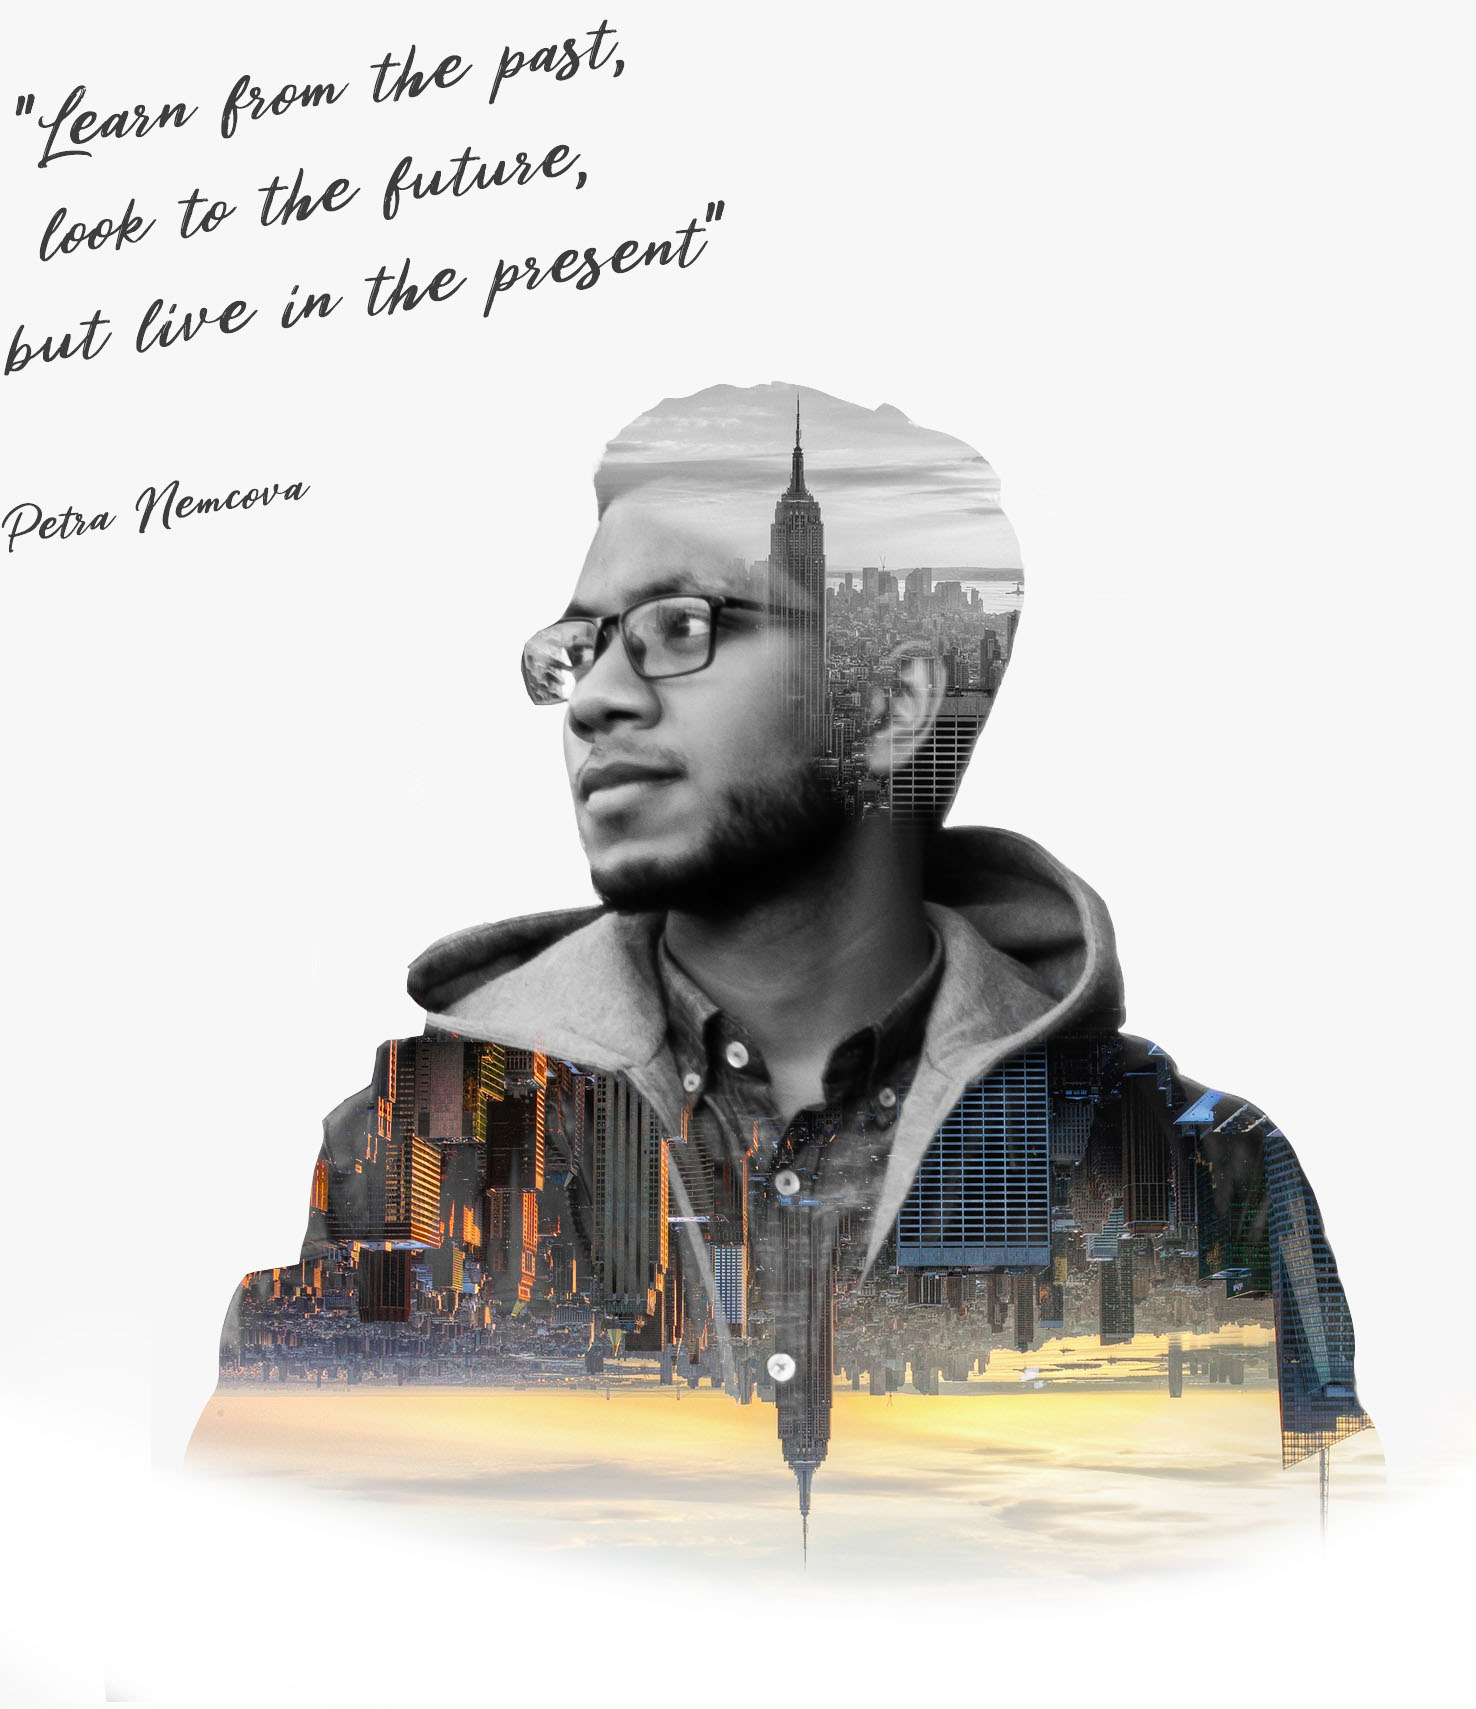 "Learn from the past,
look to the future,
but live in the present"
Petra Nemcova